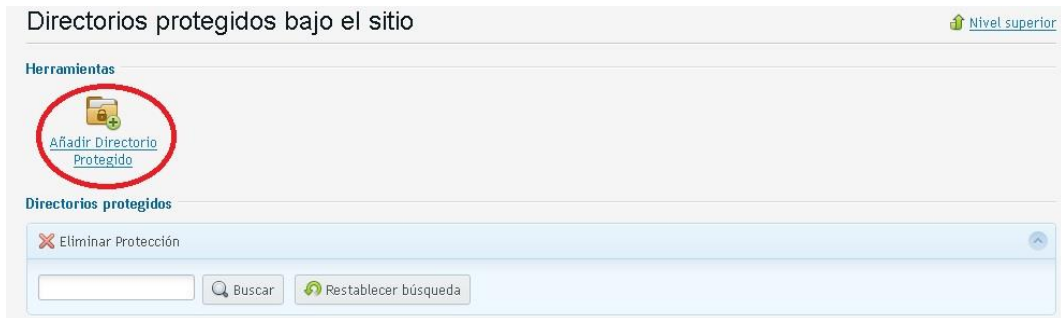 Directorios protegidos bajo el sitio
Nivel superior
Herramientas
Añadir Directorio
Protegido
Directorios protegidos
Eliminar Protección
Buscar
Restablecer búsqueda